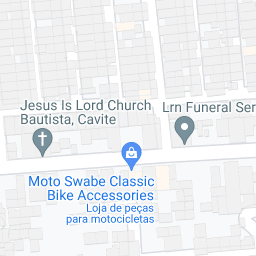 Jesus Is Lord Church
Bautista, Cavite
Lrn Funeral Ser
Moto Swabe Classic
Bike Accessories
Loja de peças
para motocicletas